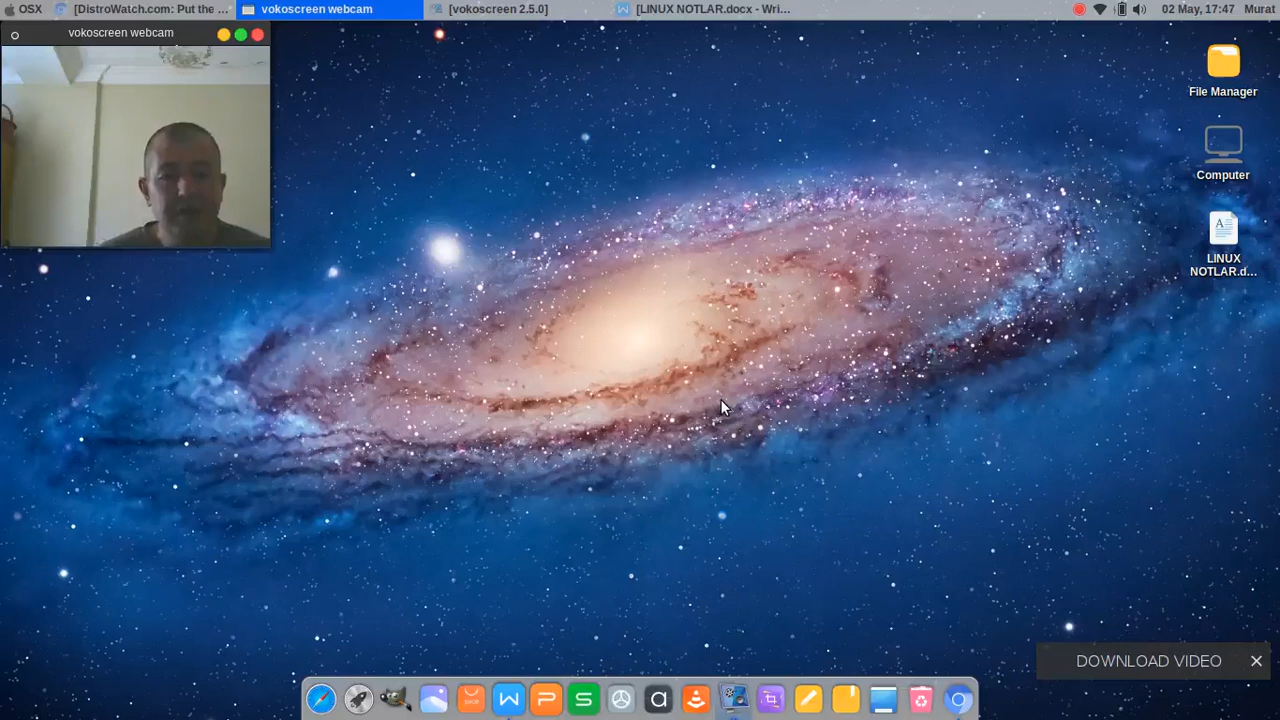 OSX
[DistroWatch.com: Put the ...
vokoscreen webcam
[vokoscreen 2.5.0]
[LINUX NOTLAR.docx - Wri...
02 May, 17:47
Murat
vokoscreen webcam
File Manager
Computer
LINUX
NOTLAR.d...
DOWNLOAD VIDEO
SHOP